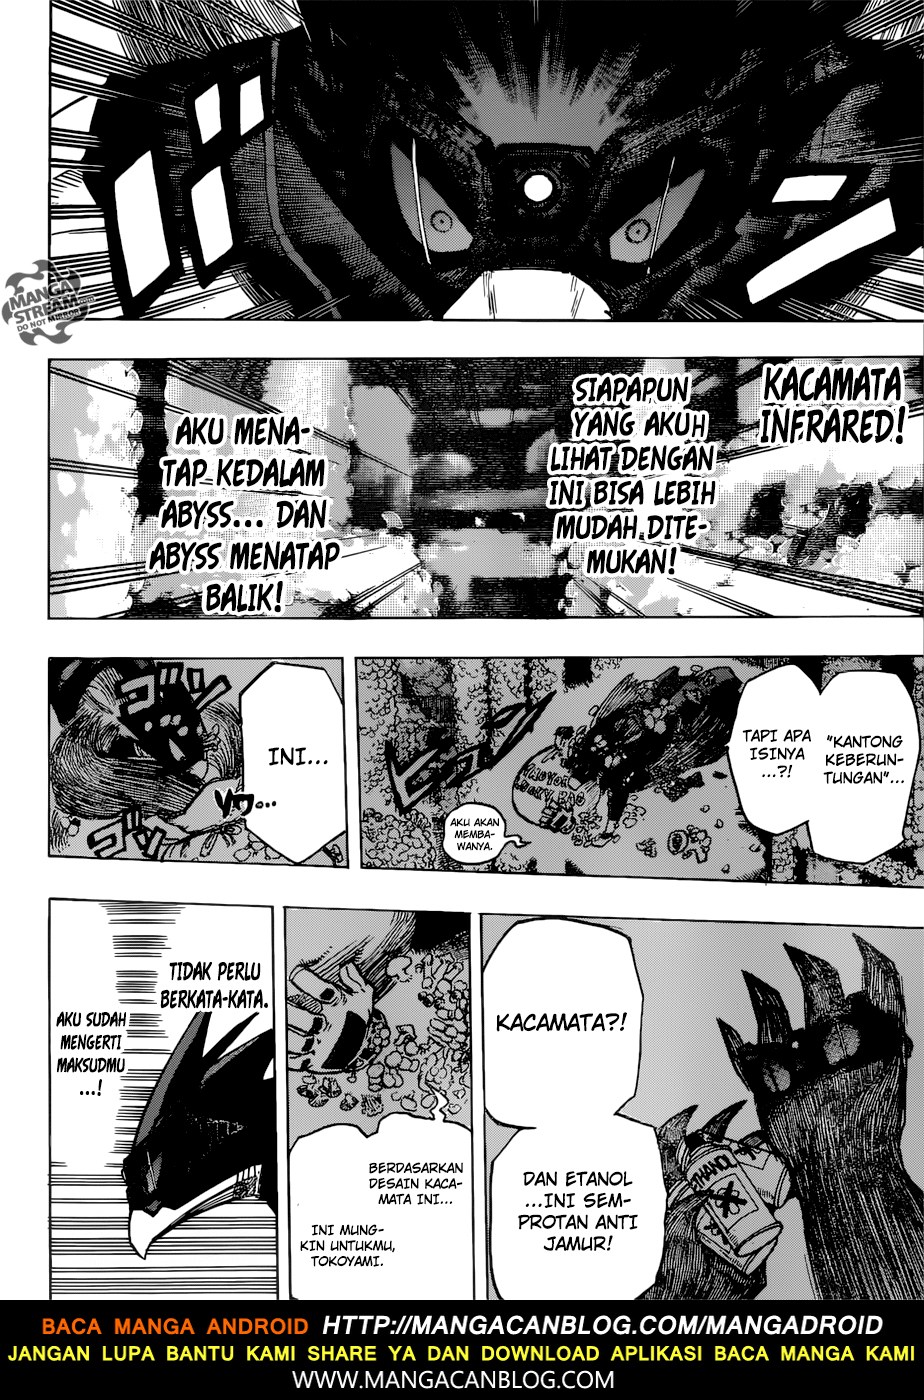 MANGA
STREAM.com
DO NOT MIRROR
KACAMATA
INFRARED!
SIAPAPUN
YANG AKUH
LIHAT DENGAN
INI BISA LEBIH
MUDAH DITE-
MUKAN!
AKU MENA-
TAP KEDALAM
ABYSS... DAN
ABYSS MENATAP
BALIK!
"KANTONG
KEBERUN-
TUNGAN"...
TAPI APA
ISINYA
...?!
AKU AKAN
MEMBA-
WANYA.
INI...
KACAMATA?!
DAN ETANOL
...INI SEM-
PROTAN ANTI
JAMUR!
BERDASARKAN
DESAIN KACA-
MATA INI...
INI MUNG-
KIN UNTUKMU,
TOKOYAMI.
TIDAK PERLU
BERKATA-KATA.
AKU SUDAH
MENGERTI
MAKSUDMU
...!
BACA MANGA ANDROID HTTP://MANGACANBLOG.COM/MANGADROID
JANGAN LUPA BANTU KAMI SHARE YA DAN DOWNLOAD APLIKASI BACA MANGA KAMI
WWW.MANGACANBLOG.COM